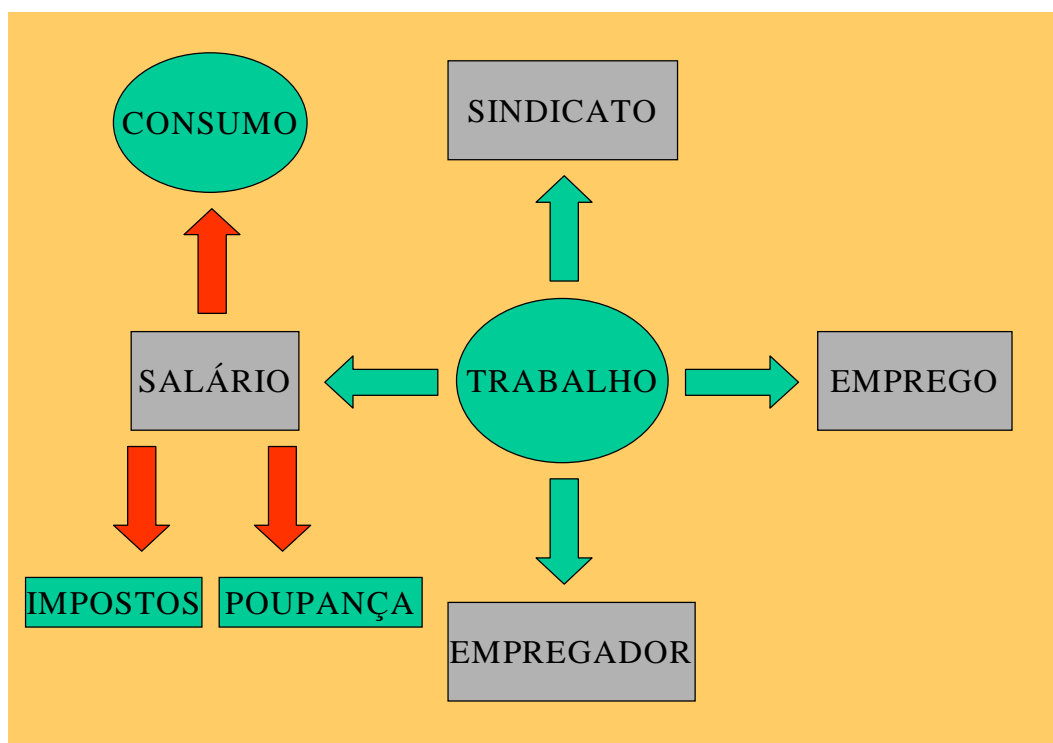 CONSUMO
SINDICATO
SALÁRIO
TRABALHO
EMPREGO
IMPOSTOS
POUPANÇA
EMPREGADOR